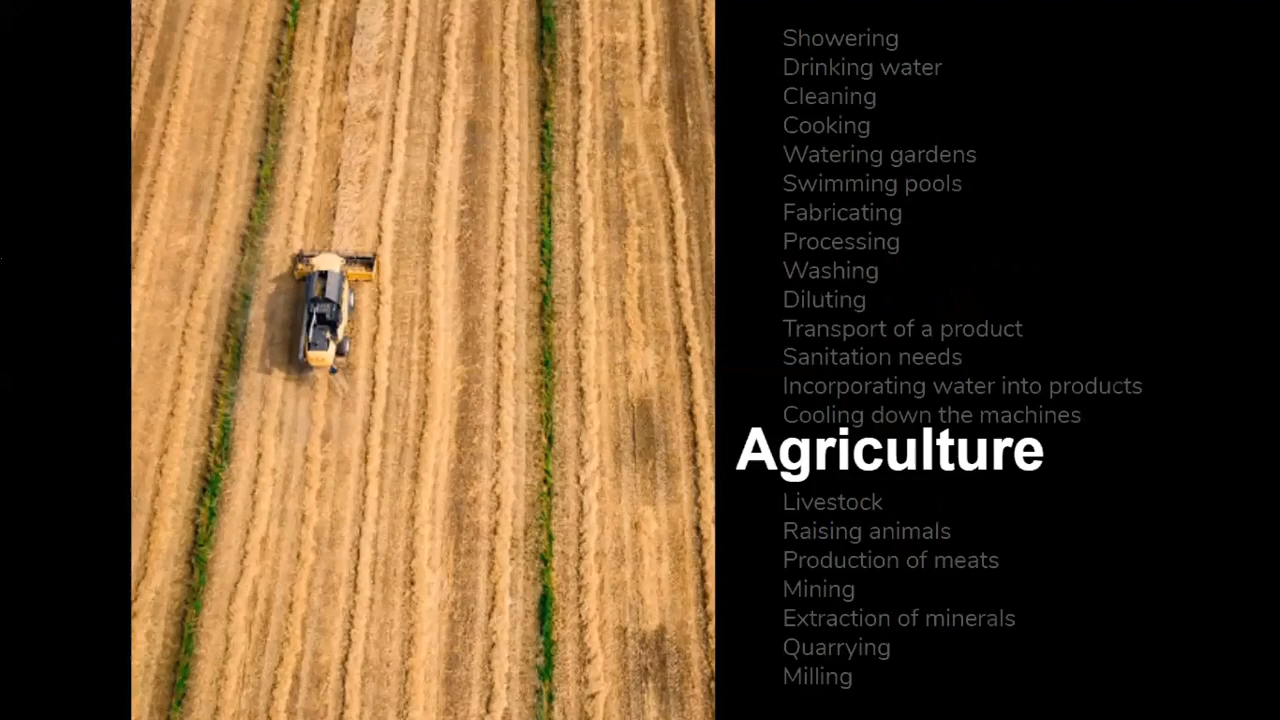 Showering
Drinking water
Cleaning
Cooking
Watering gardens
Swimming pools
Fabricating
Processing
Washing
Diluting
Transport of a product
Sanitation needs
Incorporating water into products
Cooling down the machines
Agriculture
Livestock
Raising animals
Production of meats
Mining
Extraction of minerals
Quarrying
Milling